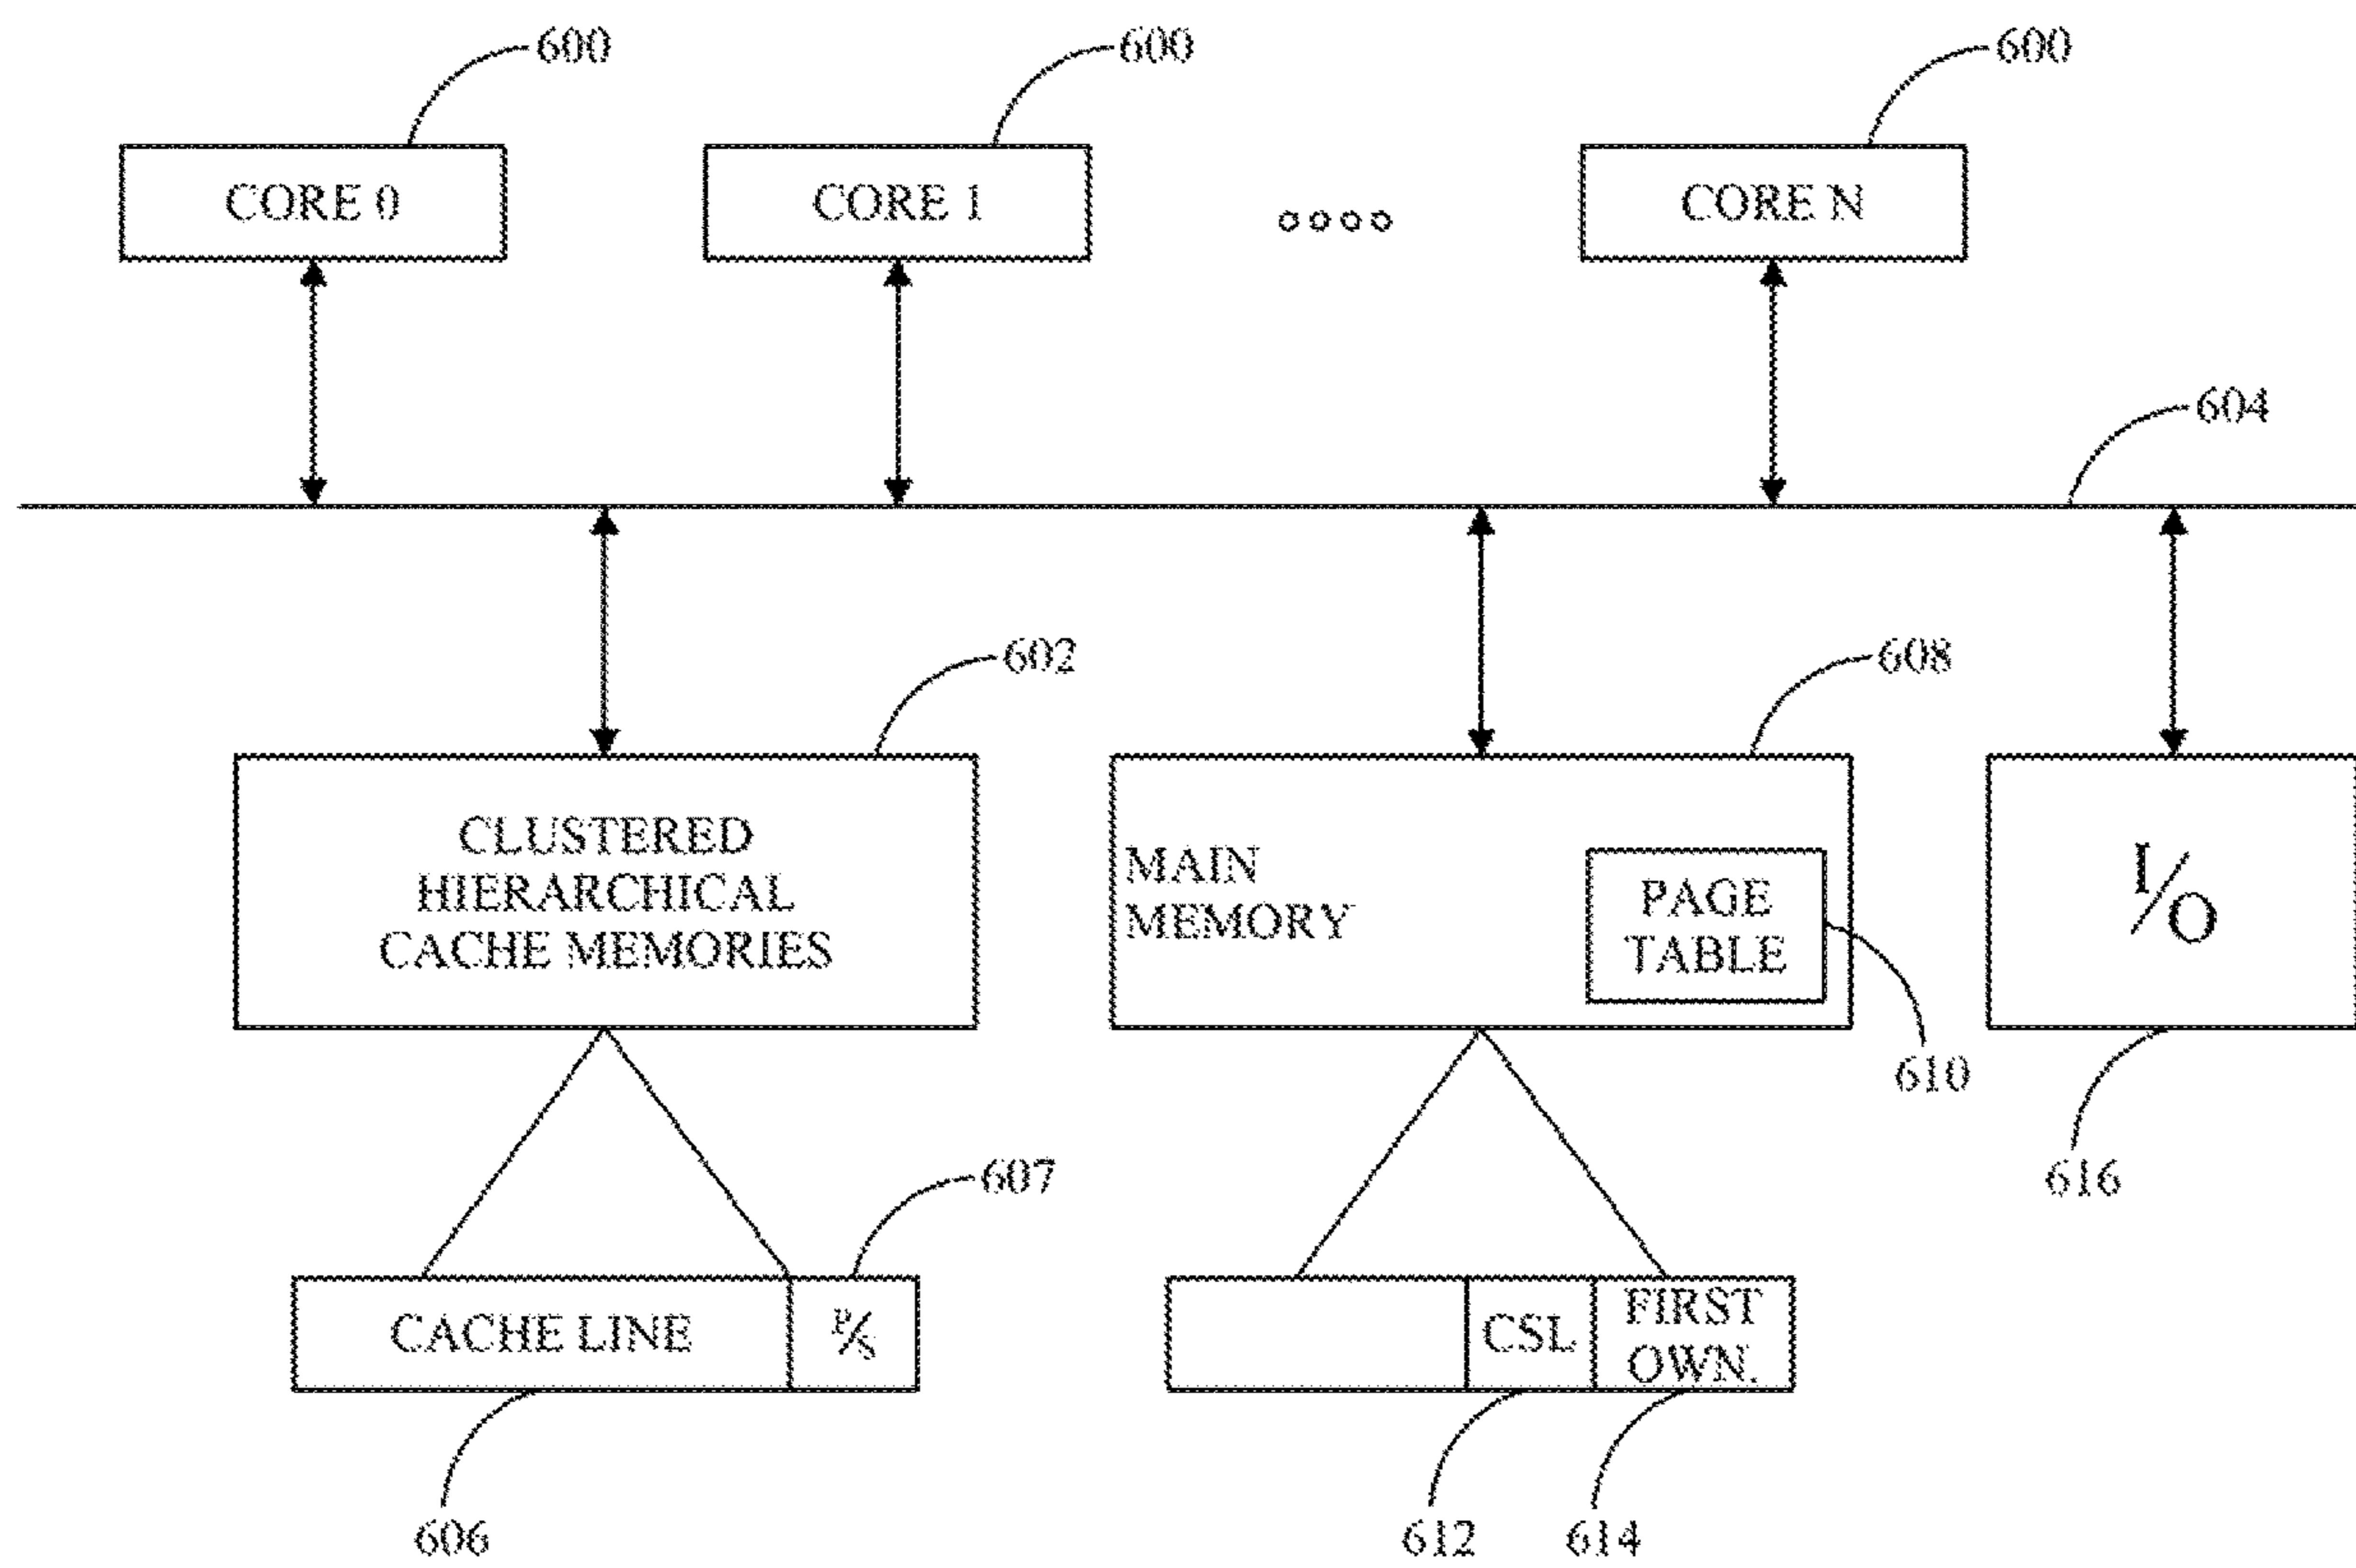 600
600
600
CORE 0
CORE 1
CORE N
604
602
608
CLUSTERED
HIERARCHICAL
CACHE MEMORIES
MAIN
MEMORY
PAGE
TABLE
I/O
610
607
616
CACHE LINE
P/S
CSL
FIRST
OWN.
606
612
614